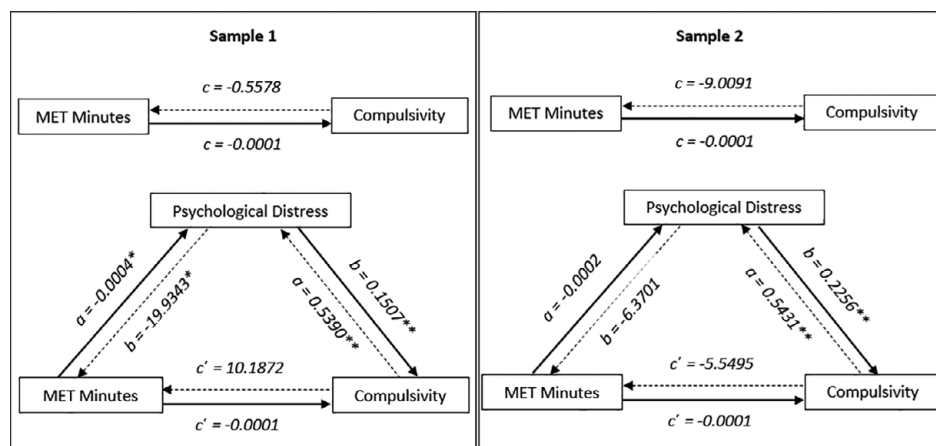 Sample 1
c = -0.5578
MET Minutes
Compulsivity
c = -0.0001
Psychological Distress
a = -0.0004*
b = -19.9343*
b = 0.1507**
a = 0.5390**
c' = 10.1872
MET Minutes
Compulsivity
c' = -0.0001
Sample 2
c = -9.0091
MET Minutes
Compulsivity
c = -0.0001
Psychological Distress
a = -0.0002
b = -6.3701
b = 0.2256**
a = 0.5431**
c' = -5.5495
MET Minutes
Compulsivity
c' = -0.0001